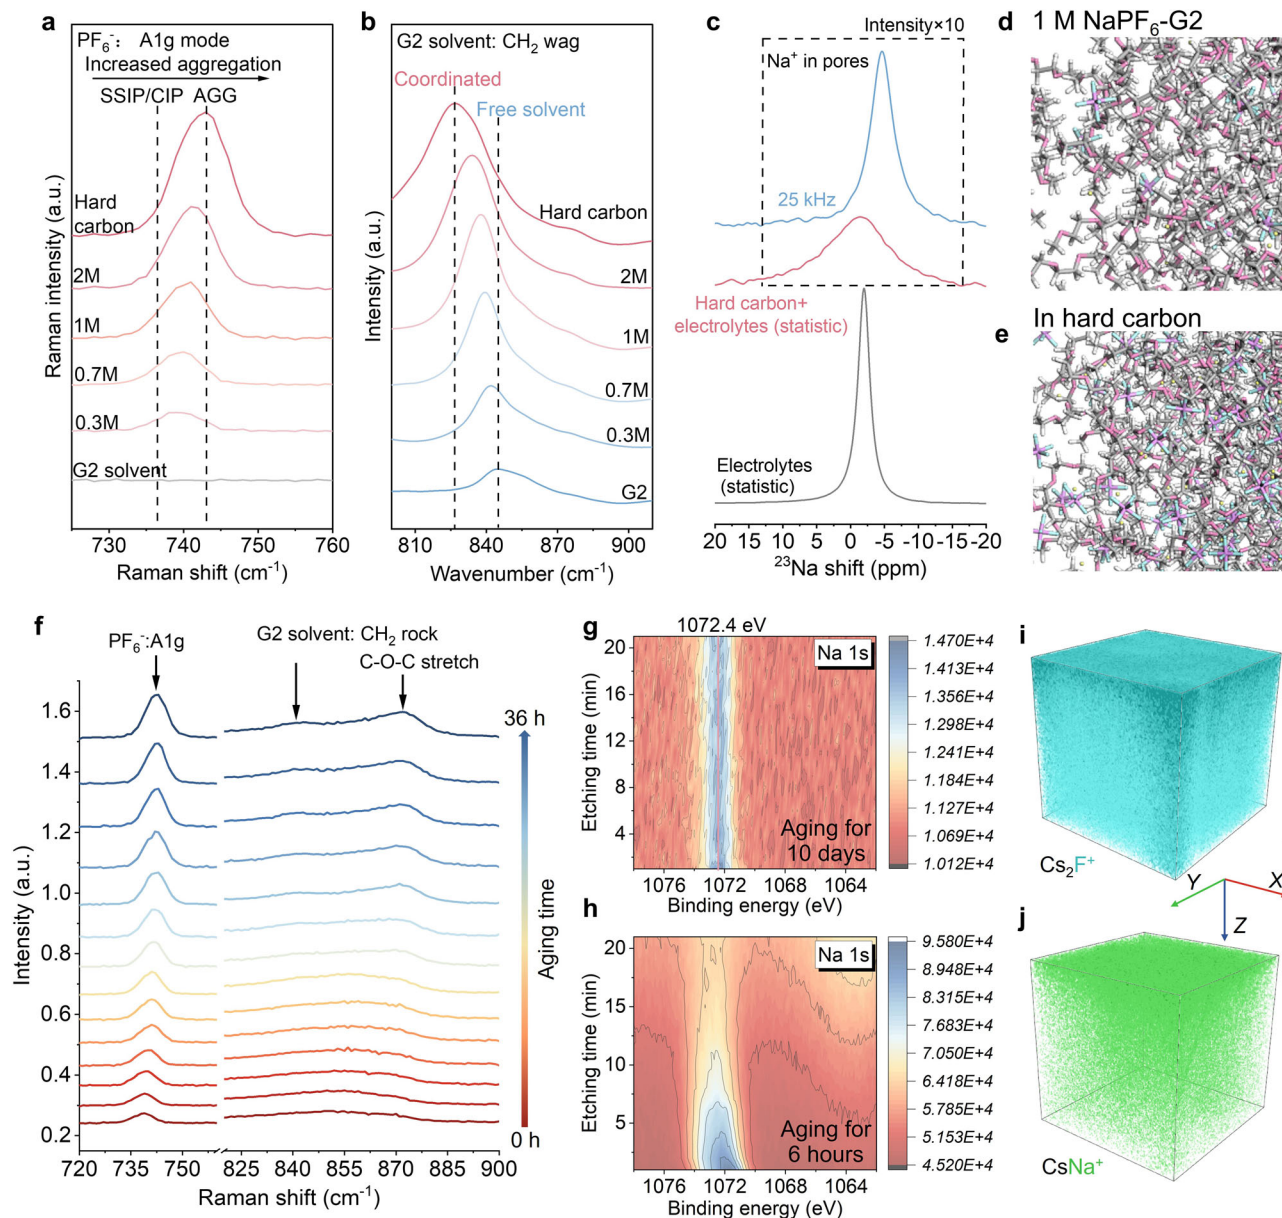 a
PF₆⁻: A1g mode
Increased aggregation
SSIP/CIP AGG
Hard
carbon
2M
1M
0.7M
0.3M
G2 solvent
Raman intensity (a.u.)
730 740 750 760
Raman shift (cm⁻¹)
b
G2 solvent: CH₂ wag
Coordinated
Free solvent
Hard carbon
2M
1M
0.7M
0.3M
G2
Intensity (a.u.)
810 840 870 900
Wavenumber (cm⁻¹)
c
Intensity×10
Na⁺ in pores
25 kHz
Hard carbon+
electrolytes (statistic)
Electrolytes
(statistic)
20 15 10 5 0 -5 -10 -15 -20
²³Na shift (ppm)
d
1 M NaPF₆-G2
e
In hard carbon
f
PF₆⁻:A1g
G2 solvent: CH₂ rock
C-O-C stretch
36 h
Aging time
0 h
Intensity (a.u.)
1.6
1.4
1.2
1.0
0.8
0.6
0.4
0.2
720 740 760 825 840 855 870 885 900
Raman shift (cm⁻¹)
g
1072.4 eV
Na 1s
Aging for
10 days
Etching time (min)
20
16
12
8
4
1076 1072 1068 1064
Binding energy (eV)
1.470E+4
1.413E+4
1.356E+4
1.298E+4
1.241E+4
1.184E+4
1.127E+4
1.069E+4
1.012E+4
h
Na 1s
Aging for
6 hours
Etching time (min)
20
15
10
5
1076 1072 1068 1064
Binding energy (eV)
9.580E+4
8.948E+4
8.315E+4
7.683E+4
7.050E+4
6.418E+4
5.785E+4
5.153E+4
4.520E+4
i
Cs₂F⁺
Y X
Z
j
CsNa⁺